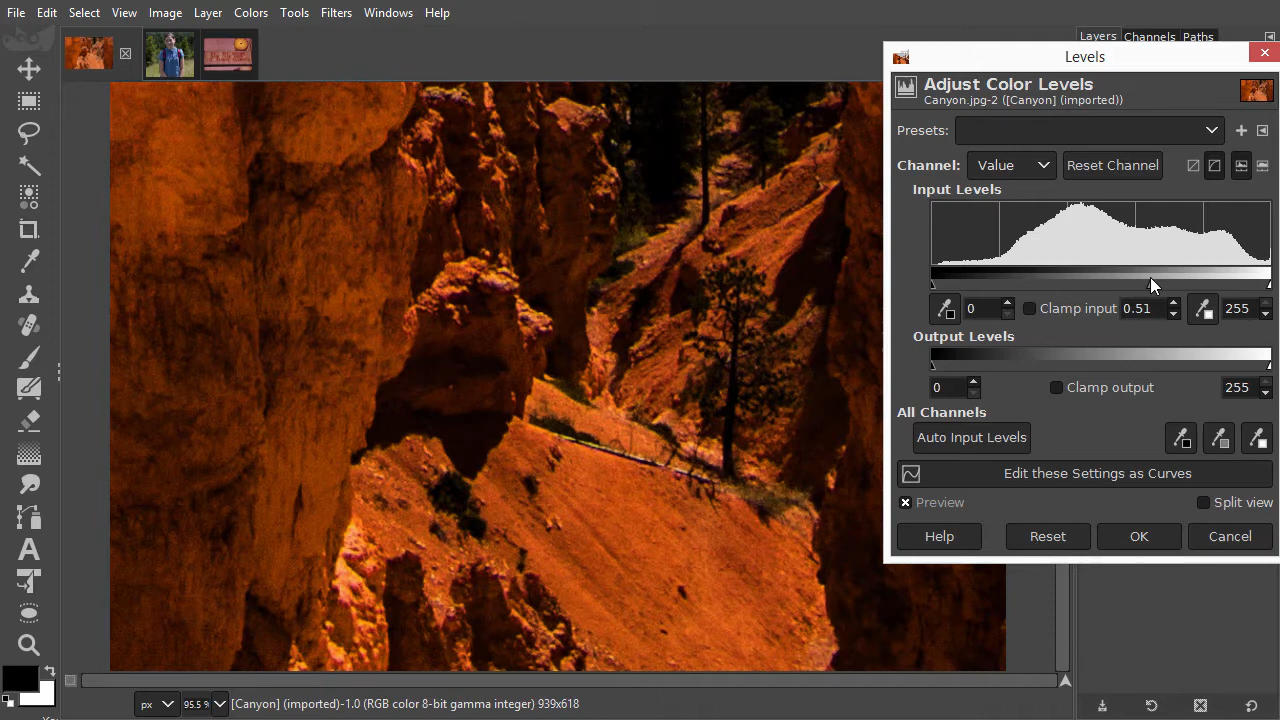 File Edit Select View Image Layer Colors Tools Filters Windows Help
Layers Channels Paths
Levels
Adjust Color Levels
Canyon.jpg-2 ([Canyon] (imported))
Presets:
Channel: Value Reset Channel
Input Levels
0 Clamp input 0.51 255
Output Levels
0 Clamp output 255
All Channels
Auto Input Levels
Edit these Settings as Curves
Preview Split view
Help Reset OK Cancel
px 95.5 % [Canyon] (imported)-1.0 (RGB color 8-bit gamma integer) 939x618